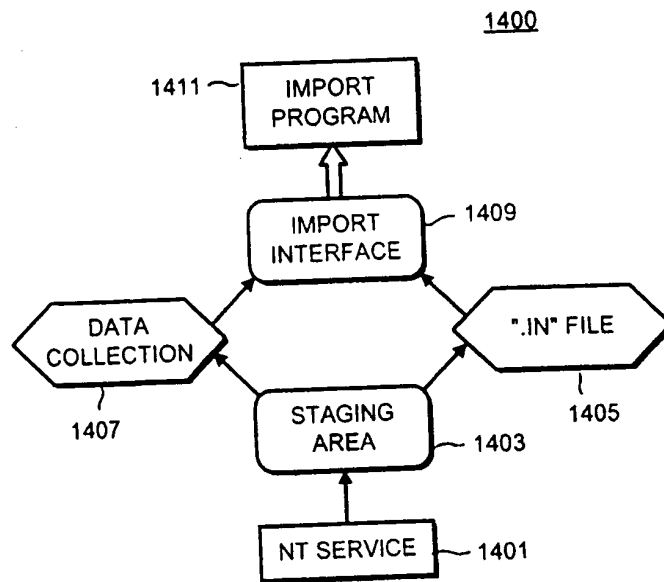 1400
1411
IMPORT
PROGRAM
IMPORT
INTERFACE
1409
DATA
COLLECTION
1407
".IN" FILE
1405
STAGING
AREA
1403
NT SERVICE
1401